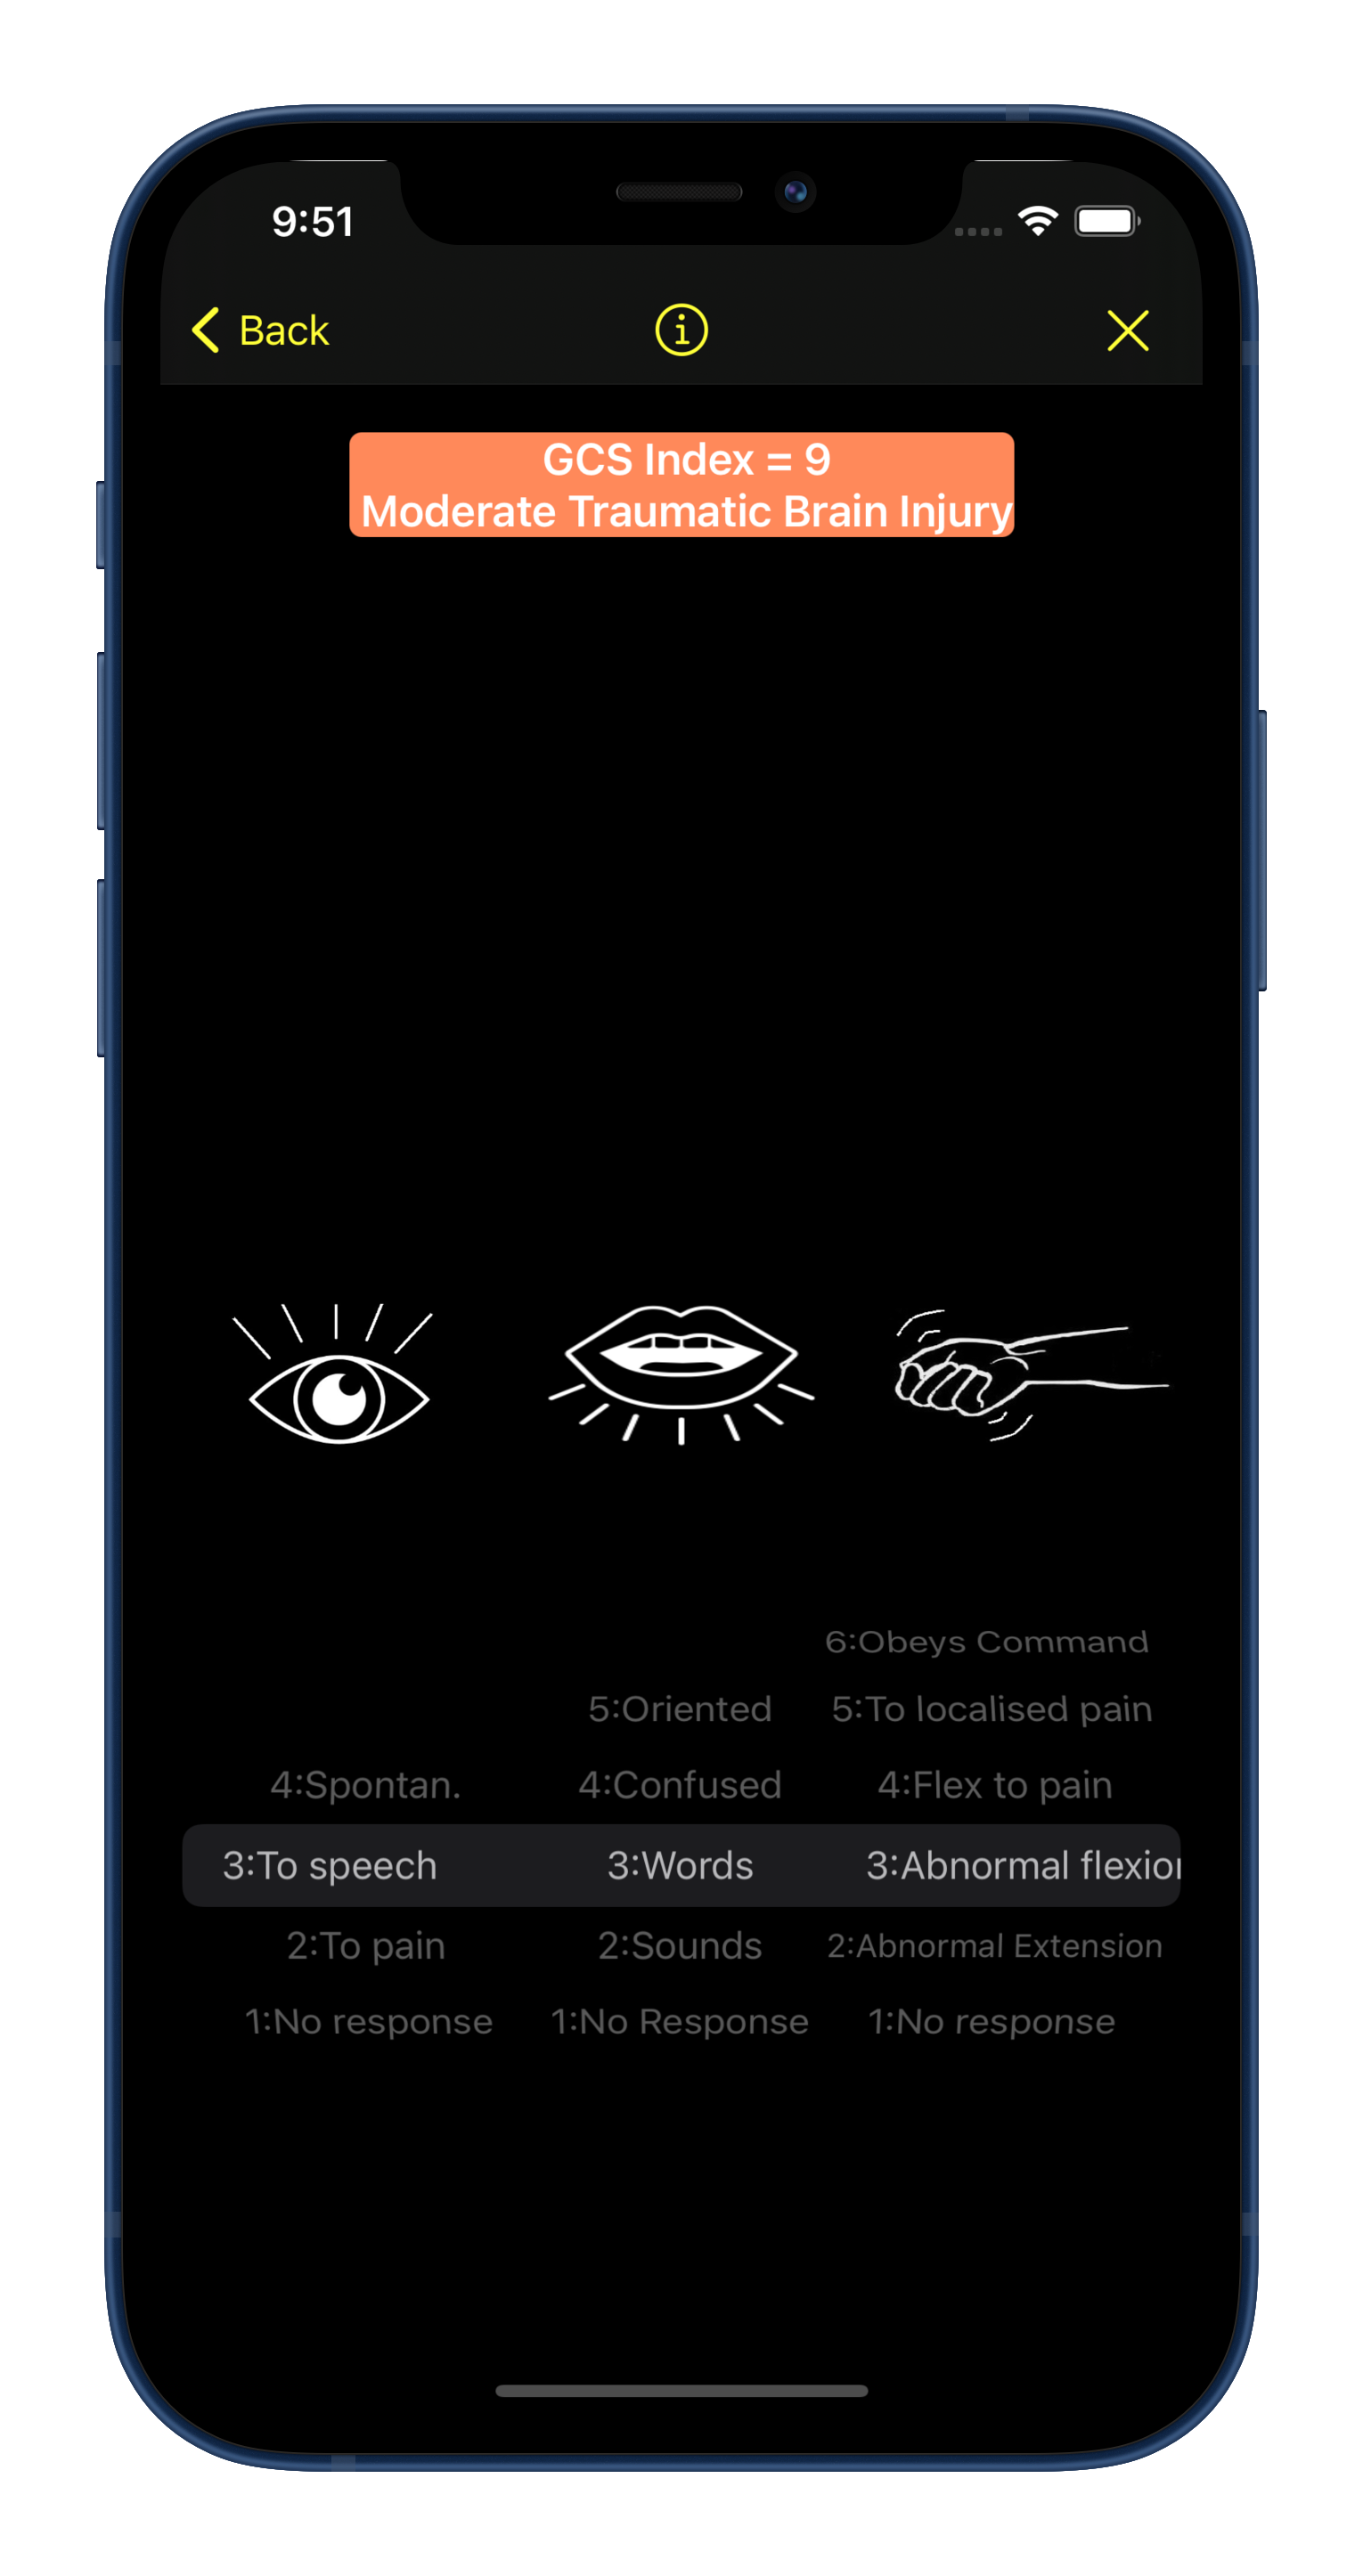 9:51
Back
GCS Index = 9
Moderate Traumatic Brain Injury
6:Obeys Command
5:Oriented 5:To localised pain
4:Spontan. 4:Confused 4:Flex to pain
3:To speech 3:Words 3:Abnormal flexion
2:To pain 2:Sounds 2:Abnormal Extension
1:No response 1:No Response 1:No response